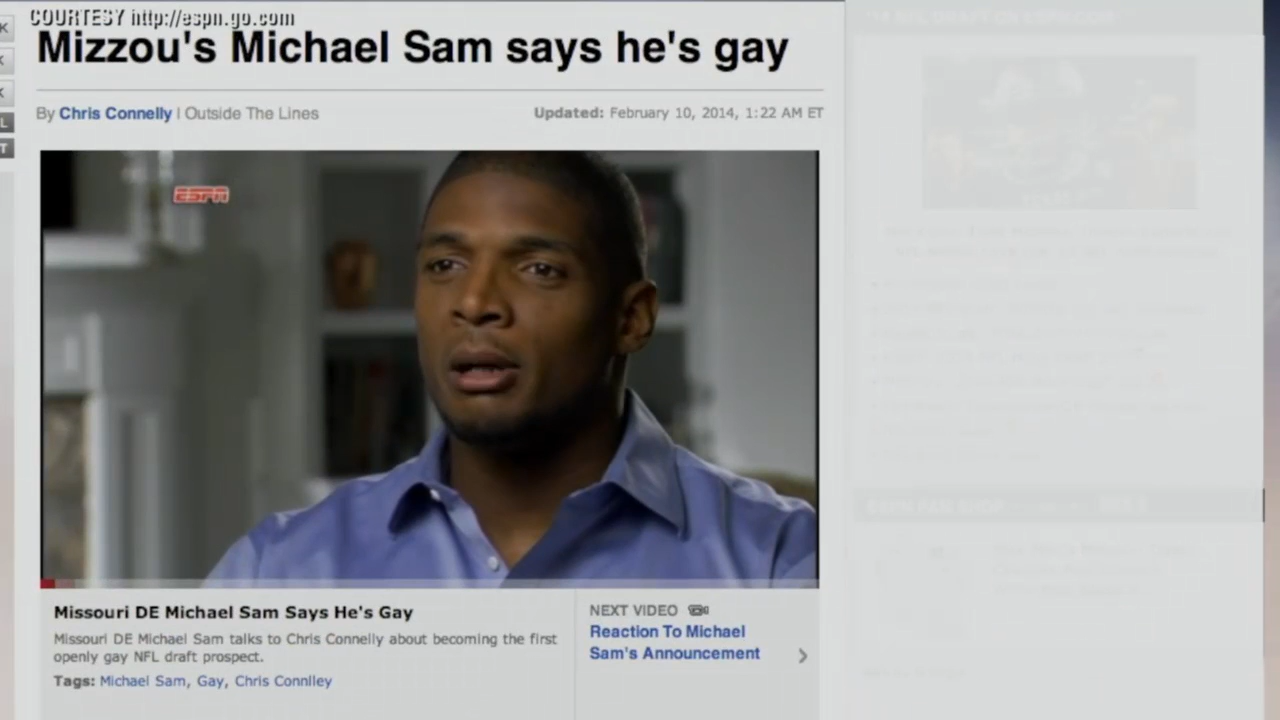 COURTESY http://espn.go.com
Mizzou's Michael Sam says he's gay
By Chris Connelly | Outside The Lines
Updated: February 10, 2014, 1:22 AM ET
K
K
K
L
T
ESPN
Missouri DE Michael Sam Says He's Gay
Missouri DE Michael Sam talks to Chris Connelly about becoming the first
openly gay NFL draft prospect.
Tags: Michael Sam, Gay, Chris Connlley
NEXT VIDEO
Reaction To Michael
Sam's Announcement